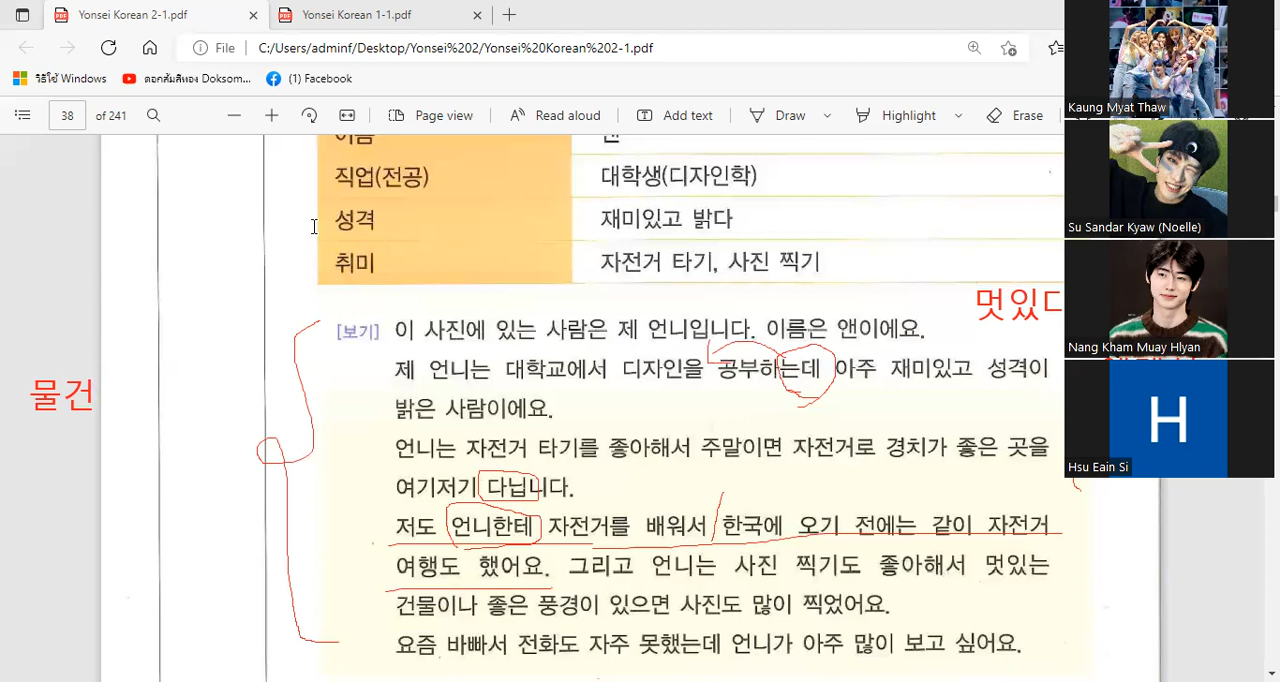 Yonsei Korean 2-1.pdf
Yonsei Korean 1-1.pdf
File C:/Users/adminf/Desktop/Yonsei%202/Yonsei%20Korean%202-1.pdf
วิธีใช้ Windows
ดอกส้มสีทอง Doksom...
(1) Facebook
38 of 241
Page view
Read aloud
Add text
Draw
Highlight
Erase
이름
앤
직업(전공) 대학생(디자인학)
성격 재미있고 밝다
취미 자전거 타기, 사진 찍기
멋있다
물건
[보기] 이 사진에 있는 사람은 제 언니입니다. 이름은 앤이에요.
제 언니는 대학교에서 디자인을 공부하는데 아주 재미있고 성격이
밝은 사람이에요.
언니는 자전거 타기를 좋아해서 주말이면 자전거로 경치가 좋은 곳을
여기저기 다닙니다.
저도 언니한테 자전거를 배워서 한국에 오기 전에는 같이 자전거
여행도 했어요. 그리고 언니는 사진 찍기도 좋아해서 멋있는
건물이나 좋은 풍경이 있으면 사진도 많이 찍었어요.
요즘 바빠서 전화도 자주 못했는데 언니가 아주 많이 보고 싶어요.
Kaung Myat Thaw
Su Sandar Kyaw (Noelle)
Nang Kham Muay Hlyan
H
Hsu Eain Si